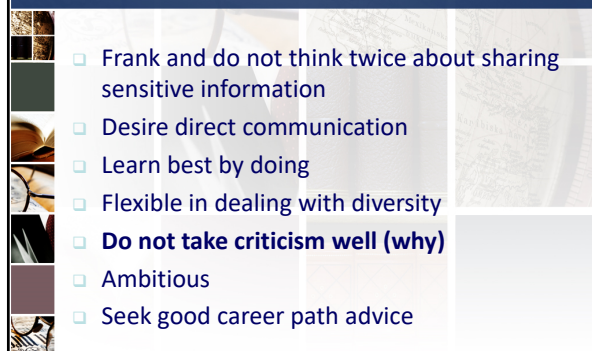 Frank and do not think twice about sharing
sensitive information
Desire direct communication
Learn best by doing
Flexible in dealing with diversity
Do not take criticism well (why)
Ambitious
Seek good career path advice